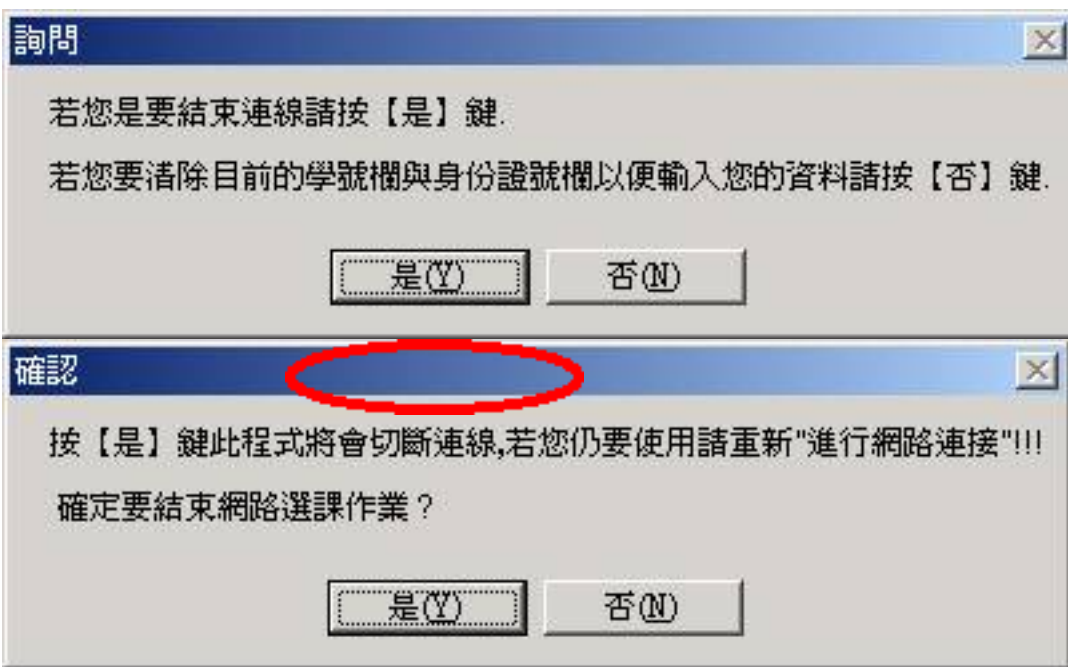 詢問
若您是要結束連線請按【是】鍵.
若您要清除目前的學號欄與身份證號欄以便輸入您的資料請按【否】鍵.
是(Y) 否(N)
確認
按【是】鍵此程式將會切斷連線,若您仍要使用請重新"進行網路連接"!!!
確定要結束網路選課作業?
是(Y) 否(N)